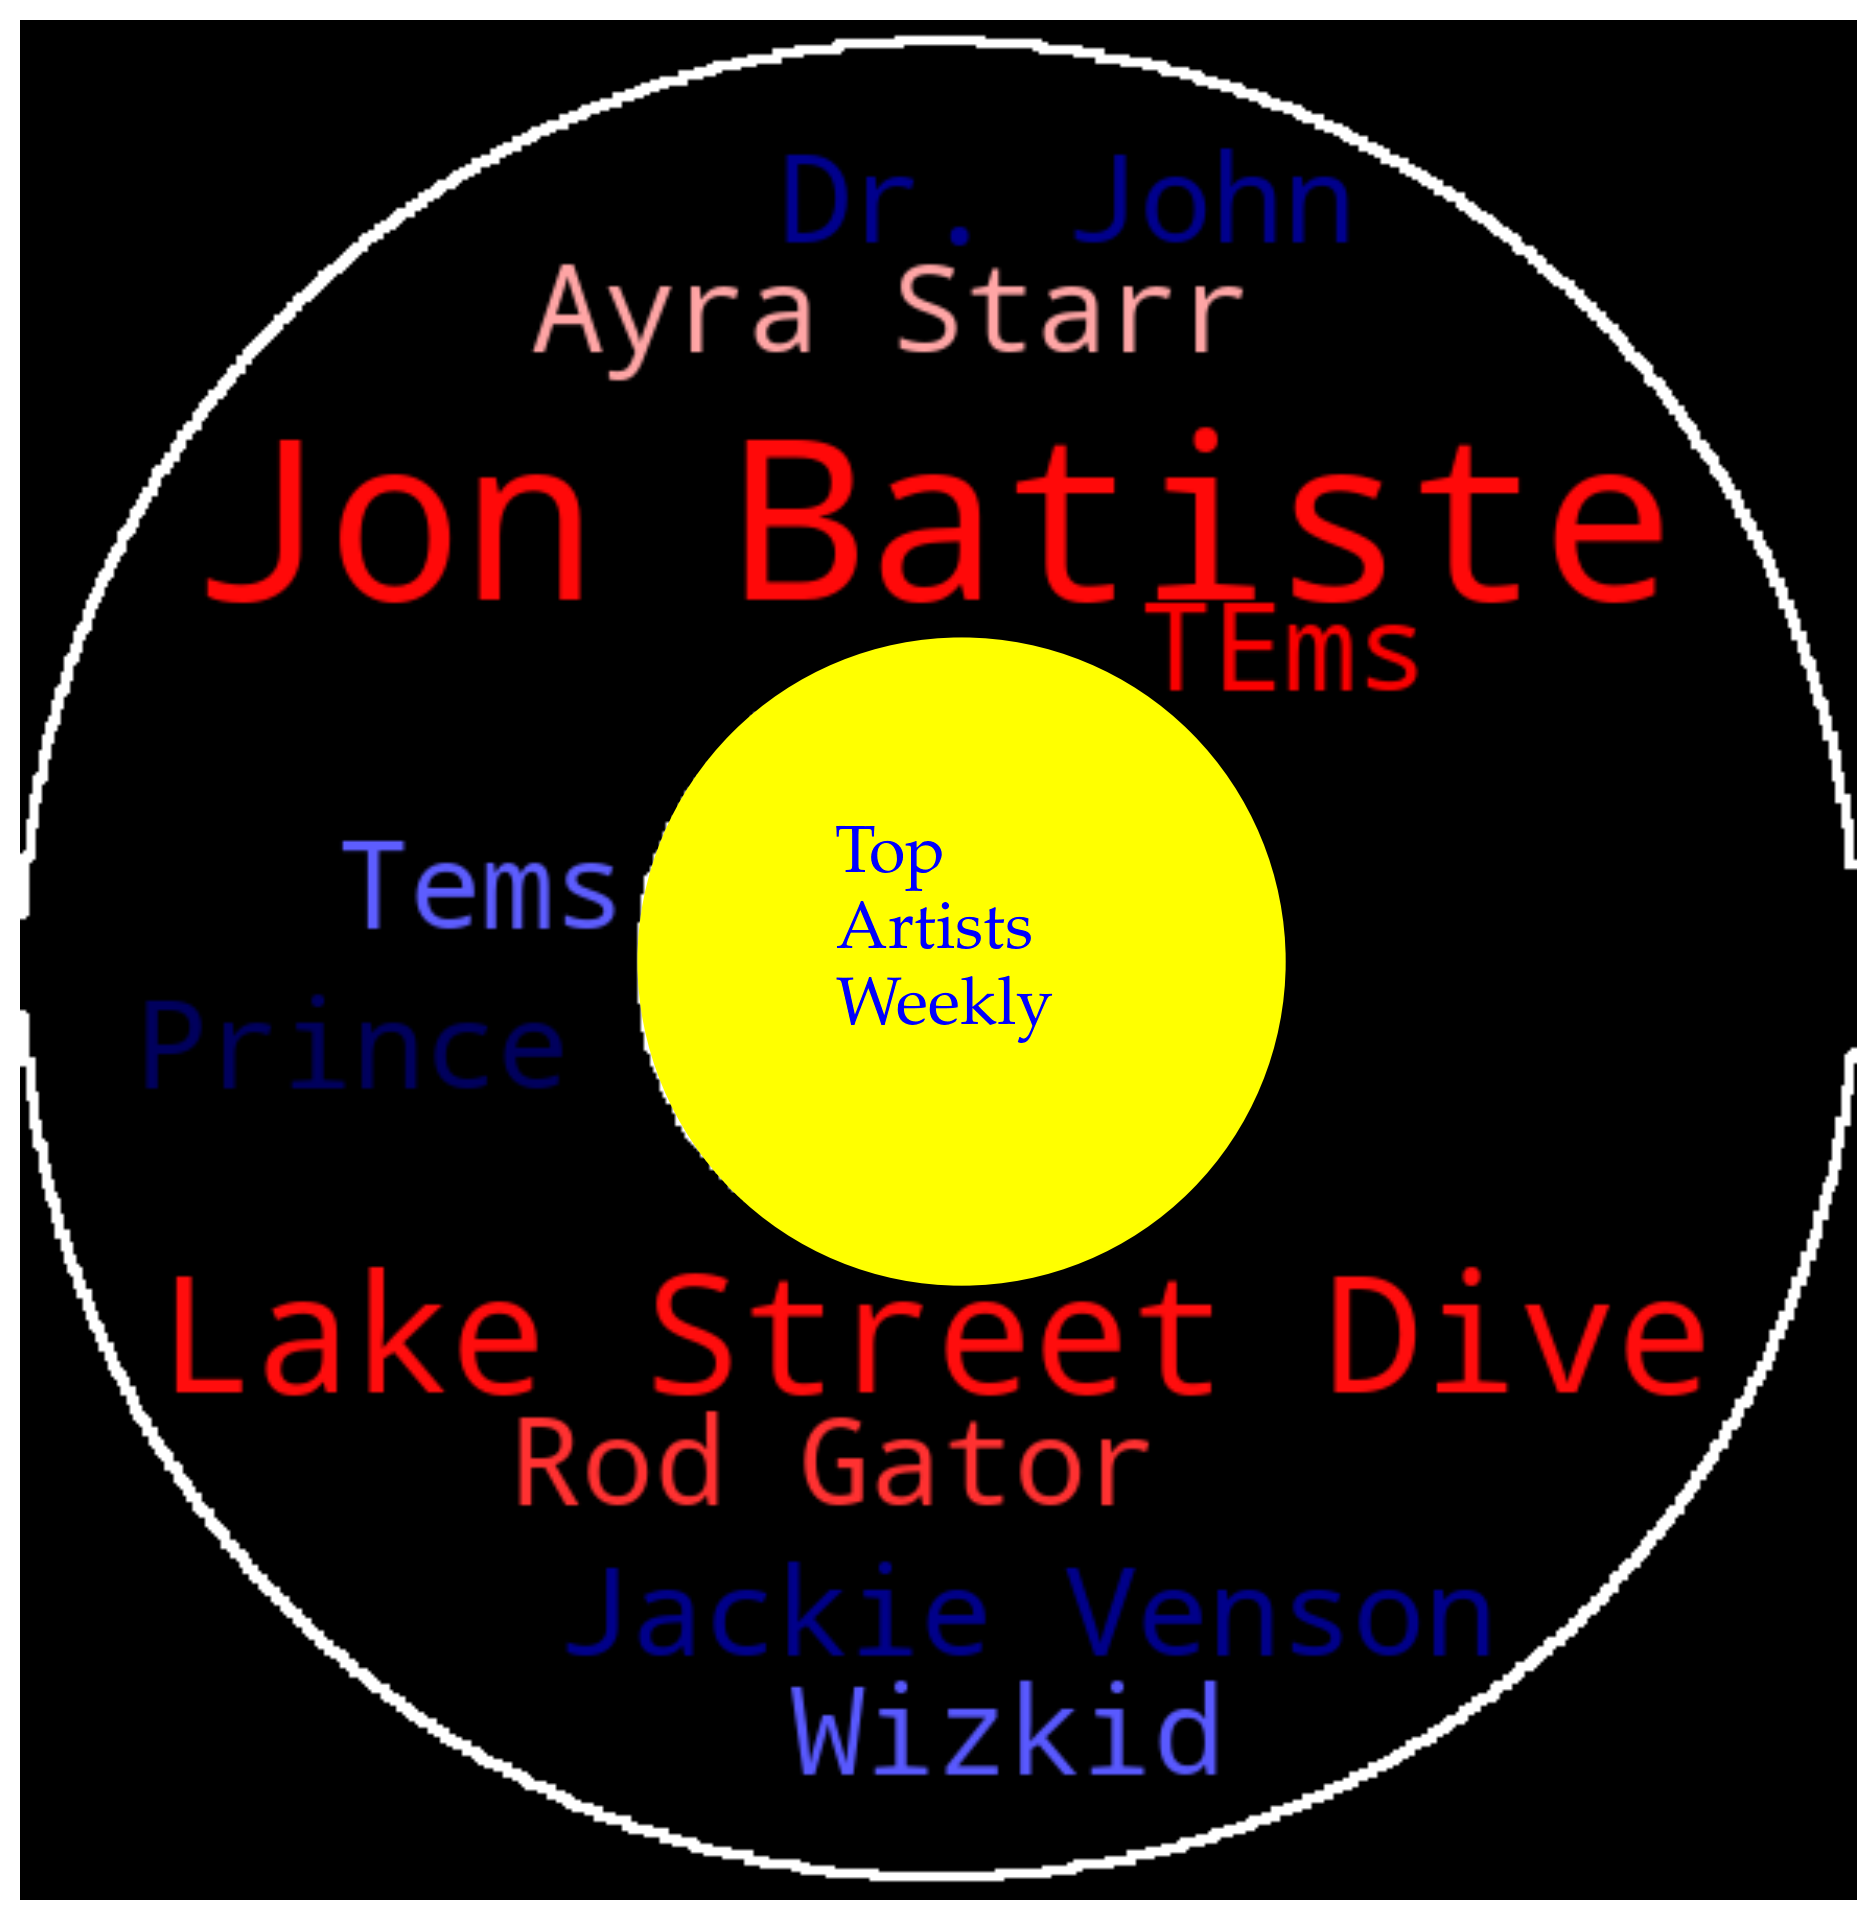 Dr. John
Ayra Starr
Jon Batiste
TEms
Tems
Top
Artists
Weekly
Prince
Lake Street Dive
Rod Gator
Jackie Venson
Wizkid